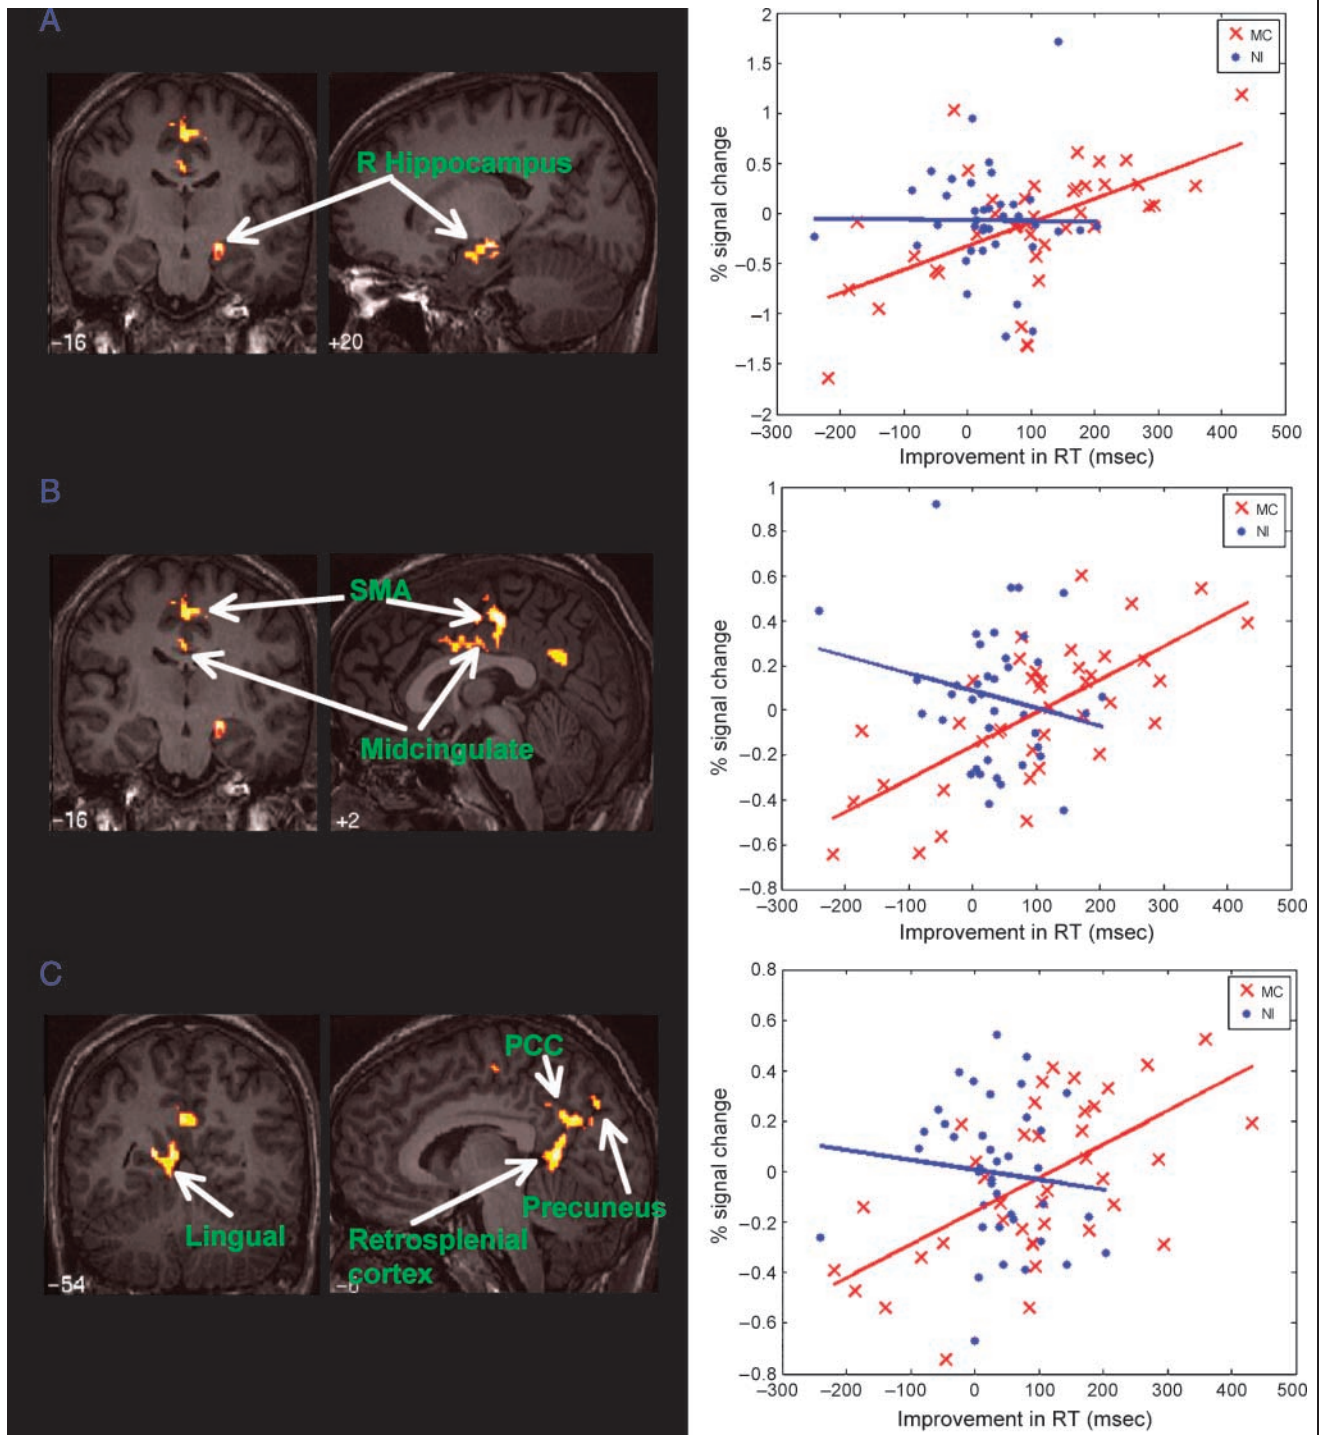 A
R Hippocampus
–16
+20
2
1.5
1
0.5
0
–0.5
–1
–1.5
–2
% signal change
MC
NI
–300 –200 –100 0 100 200 300 400 500
Improvement in RT (msec)
B
SMA
Midcingulate
–16
+2
1
0.8
0.6
0.4
0.2
0
–0.2
–0.4
–0.6
–0.8
% signal change
MC
NI
–300 –200 –100 0 100 200 300 400 500
Improvement in RT (msec)
C
PCC
Lingual
Precuneus
Retrosplenial
cortex
–54
0.8
0.6
0.4
0.2
0
–0.2
–0.4
–0.6
–0.8
% signal change
MC
NI
–300 –200 –100 0 100 200 300 400 500
Improvement in RT (msec)